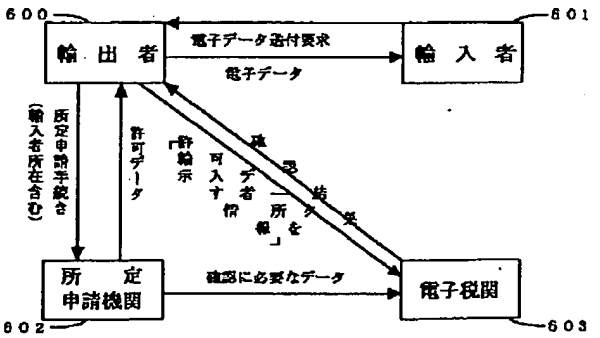 600
601
輸出者
輸入者
電子データ送付要求
電子データ
所定申請手続き
(輸入者所在含む)
許可データ
確認結果
「許可データ
輸入者所を
示す情報」
所定
申請機関
確認に必要なデータ
電子税関
602
603